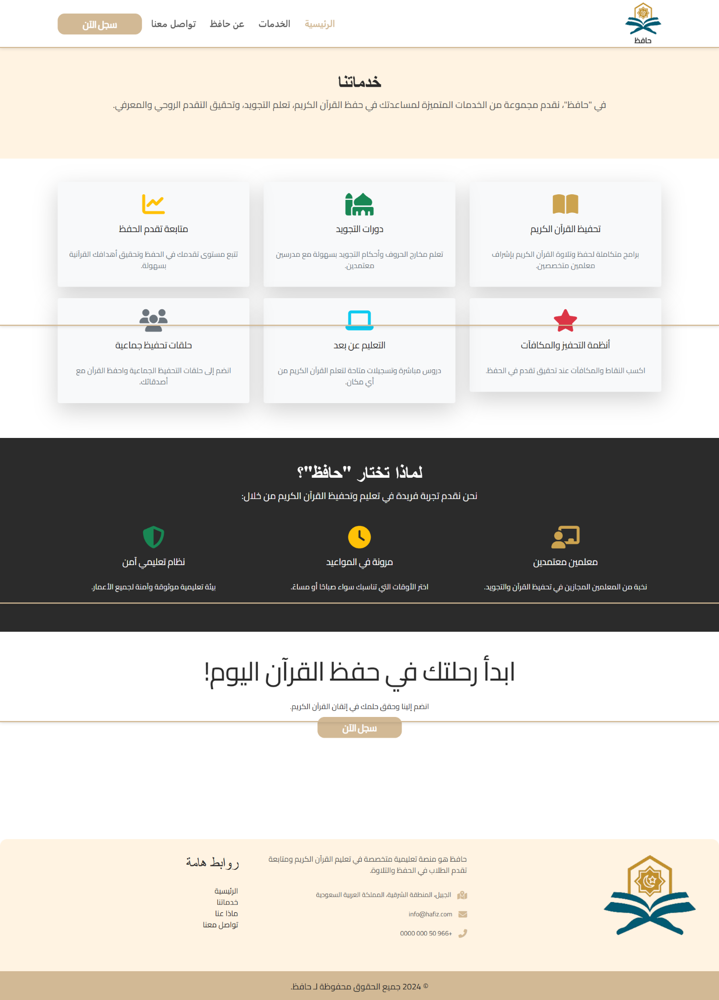 حافظ
الرئيسية
الخدمات
عن حافظ
تواصل معنا
سجل الآن
خدماتنا
في "حافظ"، نقدم مجموعة من الخدمات المتميزة لمساعدتك في حفظ القرآن الكريم، تعلم التجويد، وتحقيق التقدم الروحي والمعرفي.
تحفيظ القرآن الكريم
برامج متكاملة لحفظ وتلاوة القرآن الكريم بإشراف
معلمين متخصصين.
دورات التجويد
تعلم مخارج الحروف وأحكام التجويد بسهولة مع مدرسين
معتمدين.
متابعة تقدم الحفظ
تتبع مستوى تقدمك في الحفظ وتحقيق أهدافك القرآنية
بسهولة.
أنظمة التحفيز والمكافآت
اكسب النقاط والمكافآت عند تحقيق تقدم في الحفظ.
التعليم عن بعد
دروس مباشرة وتسجيلات متاحة لتعلم القرآن الكريم من
أي مكان.
حلقات تحفيظ جماعية
انضم إلى حلقات التحفيظ الجماعية واحفظ القرآن مع
أصدقائك.
لماذا تختار "حافظ"؟
نحن نقدم تجربة فريدة في تعليم وتحفيظ القرآن الكريم من خلال:
معلمين معتمدين
نخبة من المعلمين المجازين في تحفيظ القرآن والتجويد.
مرونة في المواعيد
اختر الأوقات التي تناسبك سواء صباحًا أو مساءً.
نظام تعليمي آمن
بيئة تعليمية موثوقة وآمنة لجميع الأعمار.
ابدأ رحلتك في حفظ القرآن اليوم!
انضم إلينا وحقق حلمك في إتقان القرآن الكريم.
سجل الآن
حافظ هو منصة تعليمية متخصصة في تعليم القرآن الكريم ومتابعة
تقدم الطلاب في الحفظ والتلاوة.
الجبيل، المنطقة الشرقية، المملكة العربية السعودية
info@hafiz.com
0000 000 50 966+
روابط هامة
الرئيسية
خدماتنا
ماذا عنا
تواصل معنا
© 2024 جميع الحقوق محفوظة لـ حافظ.